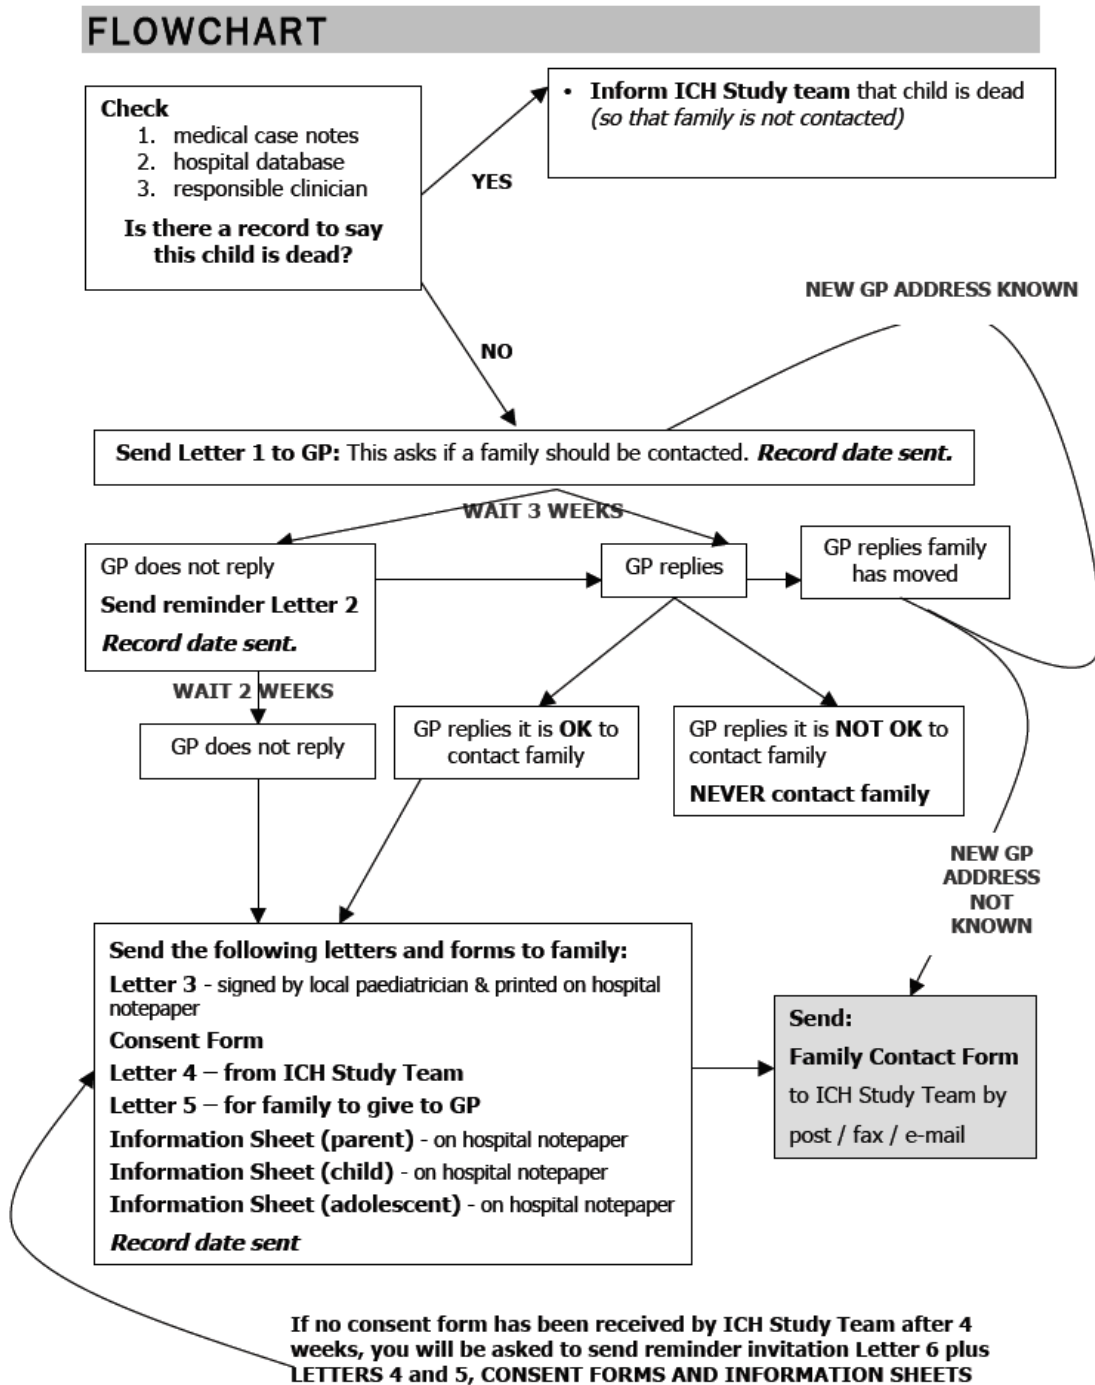 FLOWCHART
Check
1. medical case notes
2. hospital database
3. responsible clinician
Is there a record to say
this child is dead?
YES
• Inform ICH Study team that child is dead
(so that family is not contacted)
NO
NEW GP ADDRESS KNOWN
Send Letter 1 to GP: This asks if a family should be contacted. Record date sent.
WAIT 3 WEEKS
GP does not reply
Send reminder Letter 2
Record date sent.
GP replies
GP replies family
has moved
WAIT 2 WEEKS
GP does not reply
GP replies it is OK to
contact family
GP replies it is NOT OK to
contact family
NEVER contact family
NEW GP
ADDRESS
NOT
KNOWN
Send the following letters and forms to family:
Letter 3 - signed by local paediatrician & printed on hospital
notepaper
Consent Form
Letter 4 – from ICH Study Team
Letter 5 – for family to give to GP
Information Sheet (parent) - on hospital notepaper
Information Sheet (child) - on hospital notepaper
Information Sheet (adolescent) - on hospital notepaper
Record date sent
Send:
Family Contact Form
to ICH Study Team by
post / fax / e-mail
If no consent form has been received by ICH Study Team after 4
weeks, you will be asked to send reminder invitation Letter 6 plus
LETTERS 4 and 5, CONSENT FORMS AND INFORMATION SHEETS